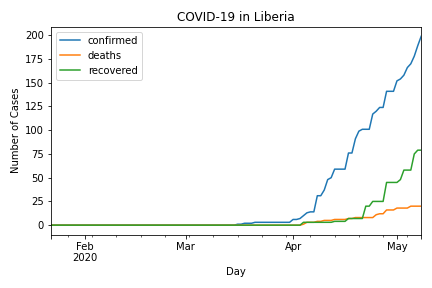 COVID-19 in Liberia
confirmed
deaths
recovered
Number of Cases
200
175
150
125
100
75
50
25
0
Feb
2020
Mar
Apr
May
Day